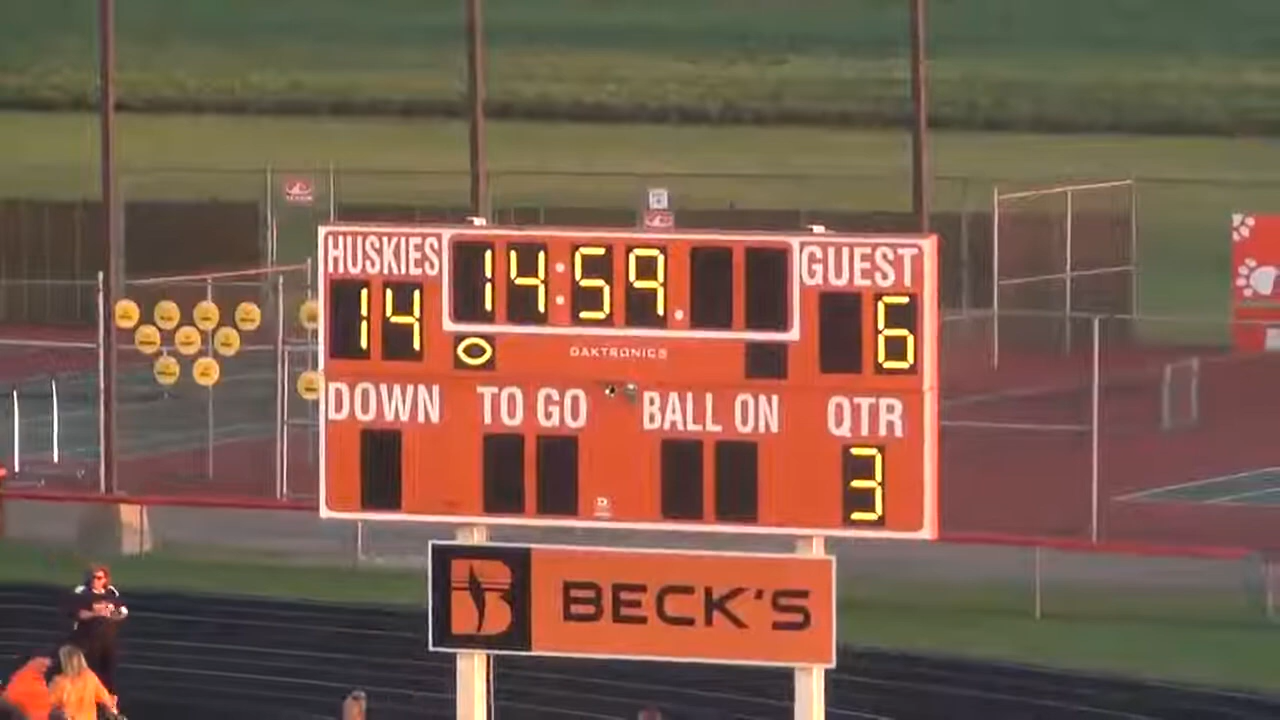 HUSKIES 14:59. GUEST
14 6
DAKTRONICS
DOWN TO GO BALL ON QTR
3
BECK'S